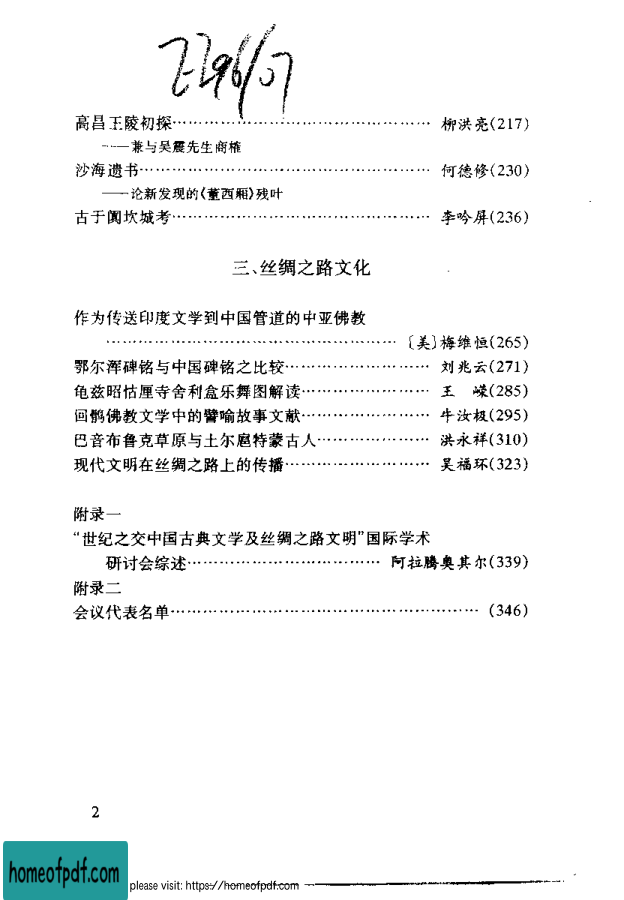 Z-296/07
高昌王陵初探…………………………………………柳洪亮(217)
——兼与吴震先生商榷
沙海遗书…………………………………………何德修(230)
——论新发现的《董西厢》残叶
古于阗坎城考…………………………………………李吟屏(236)
三、丝绸之路文化
作为传送印度文学到中国管道的中亚佛教
…………………………………………〔美〕梅维恒(265)
鄂尔浑碑铭与中国碑铭之比较……………………刘兆云(271)
龟兹昭怙厘寺舍利盒乐舞图解读……………………王 嵘(285)
回鹘佛教文学中的譬喻故事文献……………………牛汝极(295)
巴音布鲁克草原与土尔扈特蒙古人…………………洪永祥(310)
现代文明在丝绸之路上的传播……………………吴福环(323)
附录一
“世纪之交中国古典文学及丝绸之路文明”国际学术
研讨会综述……………………………阿拉腾奥其尔(339)
附录二
会议代表名单…………………………………………(346)
2
homeofpdf.com
please visit: https://homeofpdf.com